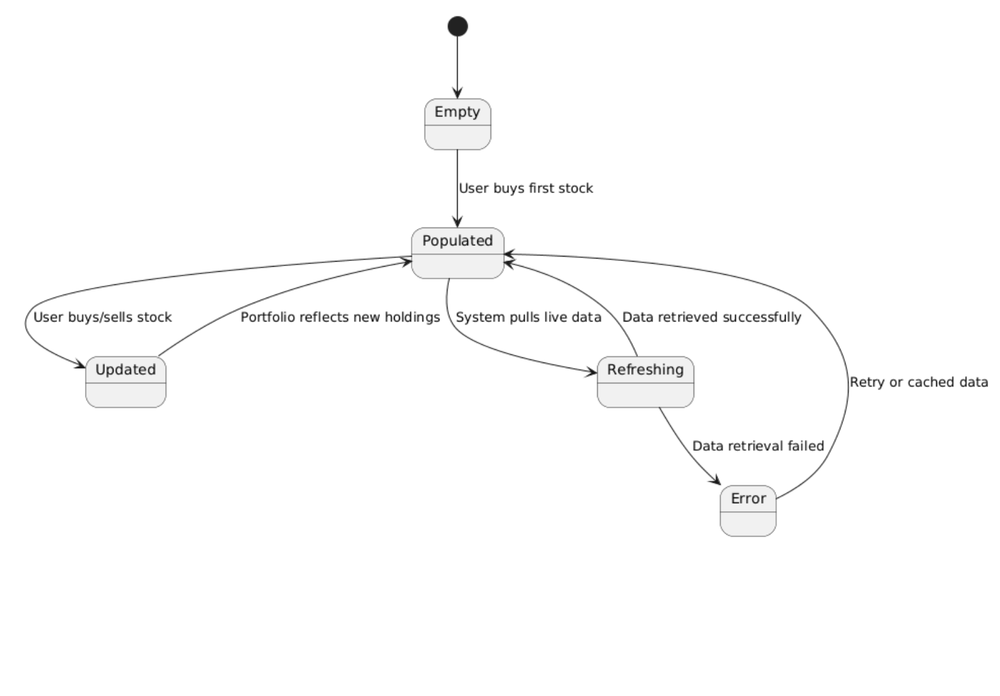 Empty
User buys first stock
Populated
User buys/sells stock
Portfolio reflects new holdings
System pulls live data
Data retrieved successfully
Updated
Refreshing
Retry or cached data
Data retrieval failed
Error